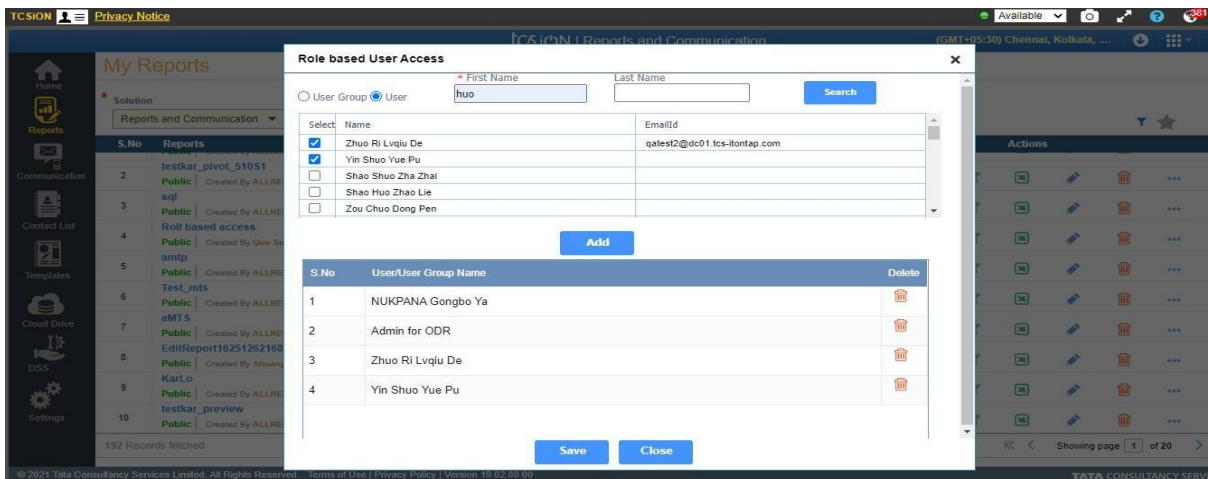 TCSiON Privacy Notice Available 381
tcsiON | Reports and Communication (GMT+05:30) Chennai, Kolkata, ....
Home
Reports
Communication
Contact List
Templates
Cloud Drive
DSS
Settings
My Reports
* Solution
Reports and Communication
S.No Reports Actions
2 testkar_pivot_510S1
Public | Created By ALLRE
3 sql
Public | Created By ALLRE
4 Roll based access
Public | Created By Que Se
5 amtp
Public | Created By ALLRE
6 Test_mts
Public | Created By ALLRE
7 aMTS
Public | Created By ALLRE
8 EditReport16251262168
Public | Created By Shuang
9 KarLo
Public | Created By ALLRE
10 testkar_preview
Public | Created By ALLRE
192 Records fetched
Showing page 1 of 20
Role based User Access
* First Name Last Name
User Group User huo Search
Select Name EmailId
Zhuo Ri Lvqiu De qatest2@dc01.tcs-itontap.com
Yin Shuo Yue Pu
Shao Shuo Zha Zhai
Shao Huo Zhao Lie
Zou Chuo Dong Pen
Add
S.No User/User Group Name Delete
1 NUKPANA Gongbo Ya
2 Admin for ODR
3 Zhuo Ri Lvqiu De
4 Yin Shuo Yue Pu
Save Close
© 2021 Tata Consultancy Services Limited. All Rights Reserved. Terms of Use | Privacy Policy | Version 19.02.00.00 TATA CONSULTANCY SERV